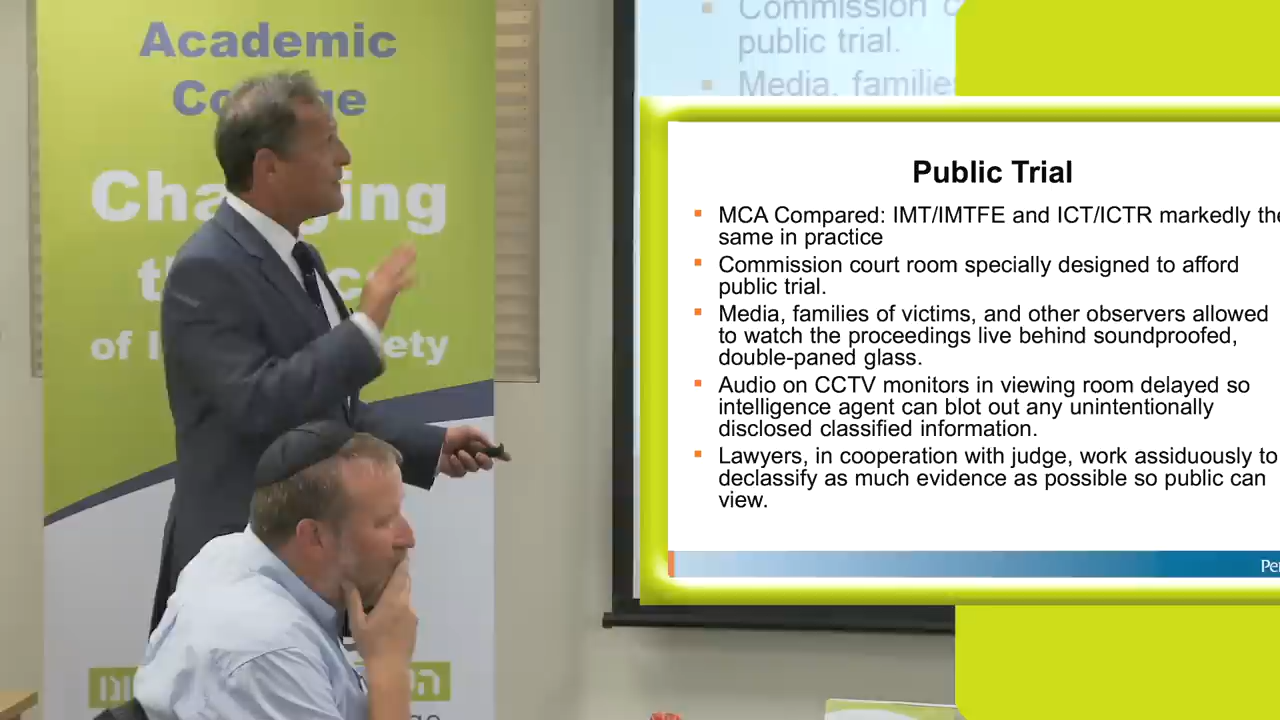 Academic
Changing
of
Commission
public trial.
Media, families
Public Trial
MCA Compared: IMT/IMTFE and ICT/ICTR markedly the
same in practice
Commission court room specially designed to afford
public trial.
Media, families of victims, and other observers allowed
to watch the proceedings live behind soundproofed,
double-paned glass.
Audio on CCTV monitors in viewing room delayed so
intelligence agent can blot out any unintentionally
disclosed classified information.
Lawyers, in cooperation with judge, work assiduously to
declassify as much evidence as possible so public can
view.